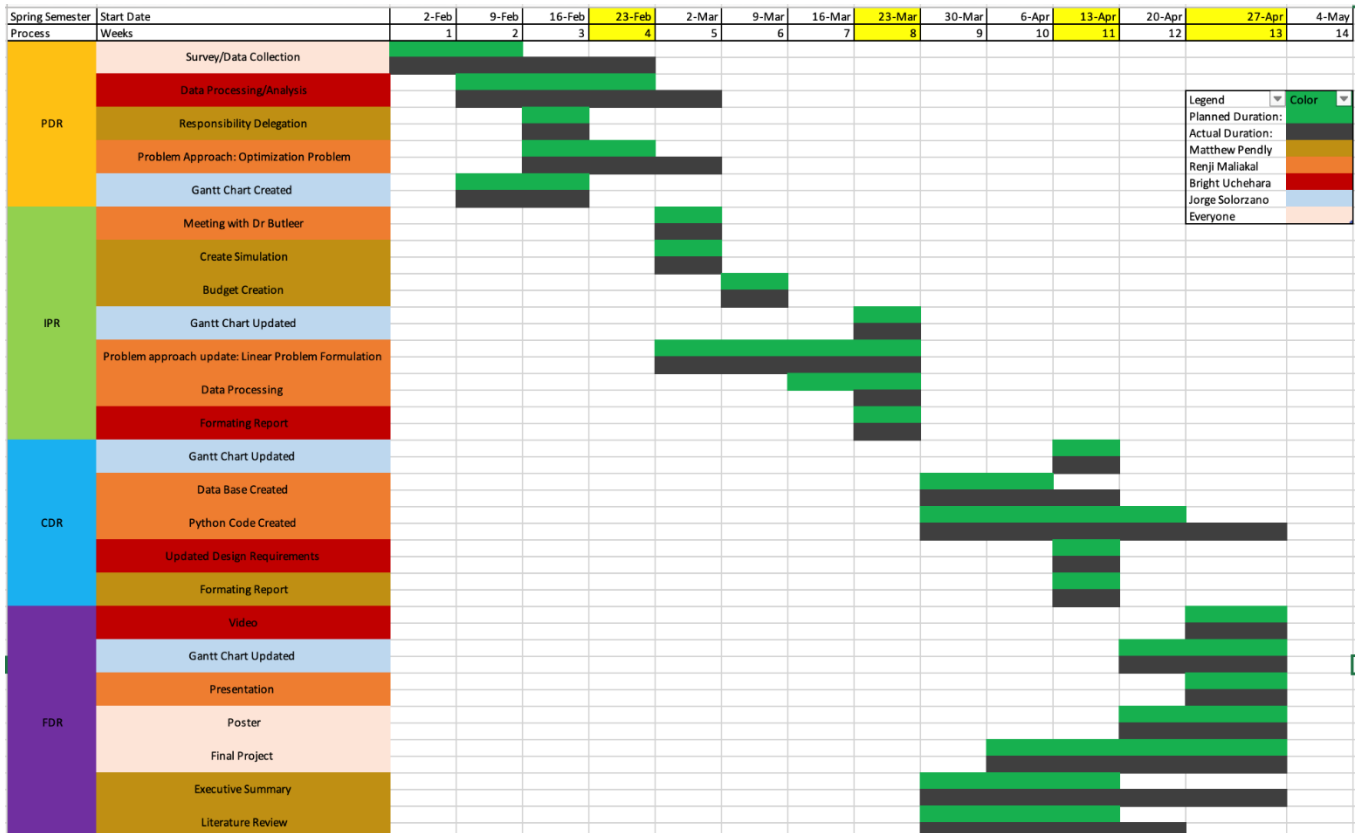 Spring Semester Start Date 2-Feb 9-Feb 16-Feb 23-Feb 2-Mar 9-Mar 16-Mar 23-Mar 30-Mar 6-Apr 13-Apr 20-Apr 27-Apr 4-May
Process Weeks 1 2 3 4 5 6 7 8 9 10 11 12 13 14
PDR
Survey/Data Collection
Data Processing/Analysis
Responsibility Delegation
Problem Approach: Optimization Problem
Gantt Chart Created
Legend Color
Planned Duration:
Actual Duration:
Matthew Pendly
Renji Maliakal
Bright Uchehara
Jorge Solorzano
Everyone
IPR
Meeting with Dr Butleer
Create Simulation
Budget Creation
Gantt Chart Updated
Problem approach update: Linear Problem Formulation
Data Processing
Formating Report
CDR
Gantt Chart Updated
Data Base Created
Python Code Created
Updated Design Requirements
Formating Report
FDR
Video
Gantt Chart Updated
Presentation
Poster
Final Project
Executive Summary
Literature Review